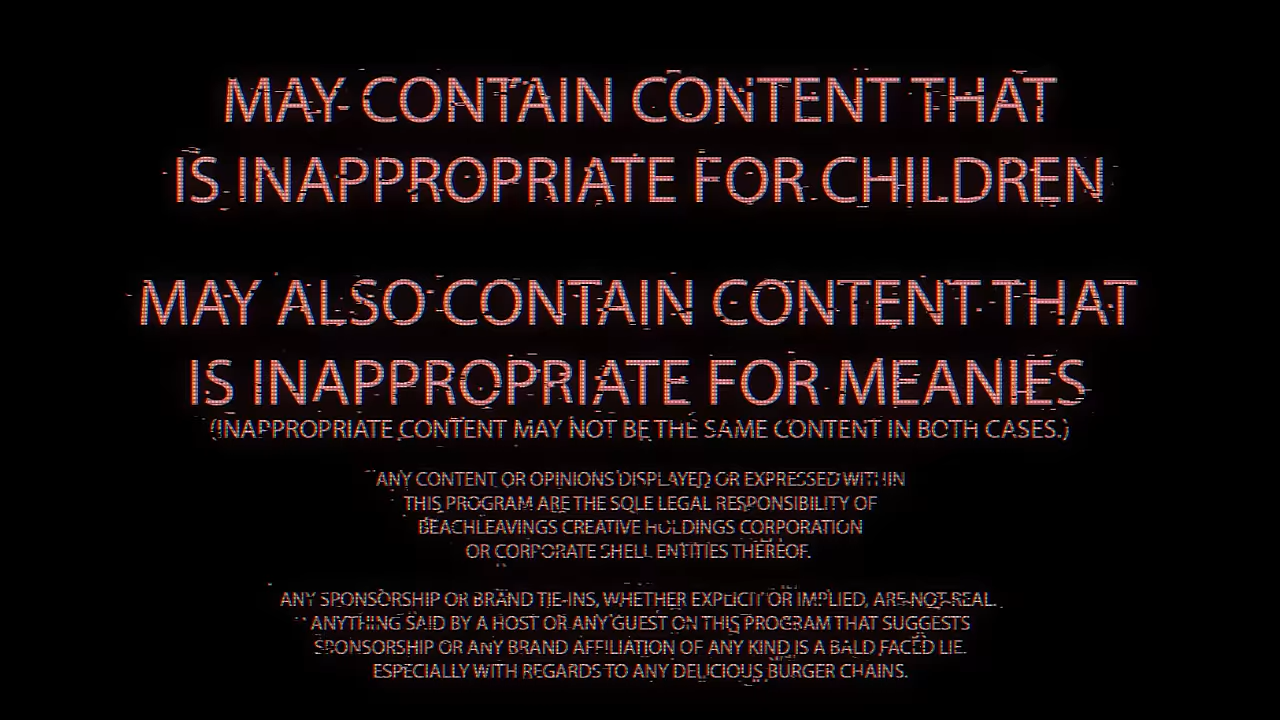 MAY CONTAIN CONTENT THAT
IS INAPPROPRIATE FOR CHILDREN
MAY ALSO CONTAIN CONTENT THAT
IS INAPPROPRIATE FOR MEANIES
(INAPPROPRIATE CONTENT MAY NOT BE THE SAME CONTENT IN BOTH CASES.)
ANY CONTENT OR OPINIONS DISPLAYED OR EXPRESSED WITHIN
THIS PROGRAM ARE THE SOLE LEGAL RESPONSIBILITY OF
BEACHLEAVINGS CREATIVE HOLDINGS CORPORATION
OR CORPORATE SHELL ENTITIES THEREOF.
ANY SPONSORSHIP OR BRAND TIE-INS, WHETHER EXPLICIT OR IMPLIED, ARE NOT REAL.
ANYTHING SAID BY A HOST OR ANY GUEST ON THIS PROGRAM THAT SUGGESTS
SPONSORSHIP OR ANY BRAND AFFILIATION OF ANY KIND IS A BALD FACED LIE.
ESPECIALLY WITH REGARDS TO ANY DELICIOUS BURGER CHAINS.